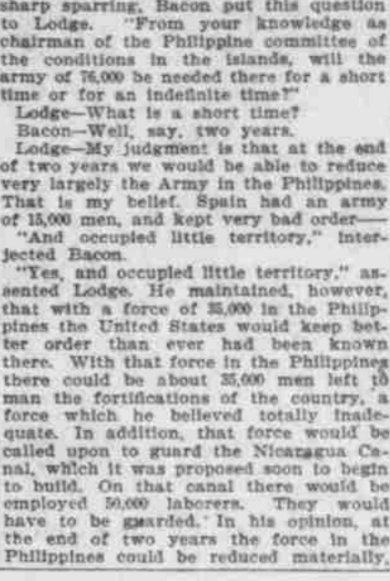 sharp sparring, Bacon put this question
to Lodge. "From your knowledge as
chairman of the Philippine committee of
the conditions in the islands, will the
army of 76,000 be needed there for a short
time or for an indefinite time?"
Lodge—What is a short time?
Bacon—Well, say, two years.
Lodge—My judgment is that at the end
of two years we would be able to reduce
very largely the Army in the Philippines.
That is my belief. Spain had an army
of 15,000 men, and kept very bad order—
"And occupied little territory," inter-
jected Bacon.
"Yes, and occupied little territory," as-
sented Lodge. He maintained, however,
that with a force of 35,000 in the Philip-
pines the United States would keep bet-
ter order than ever had been known
there. With that force in the Philippines
there could be about 35,000 men left to
man the fortifications of the country, a
force which he believed totally inade-
quate. In addition, that force would be
called upon to guard the Nicaragua Ca-
nal, which it was proposed soon to begin
to build. On that canal there would be
employed 50,000 laborers. They would
have to be guarded. In his opinion, at
the end of two years the force in the
Philippines could be reduced materially